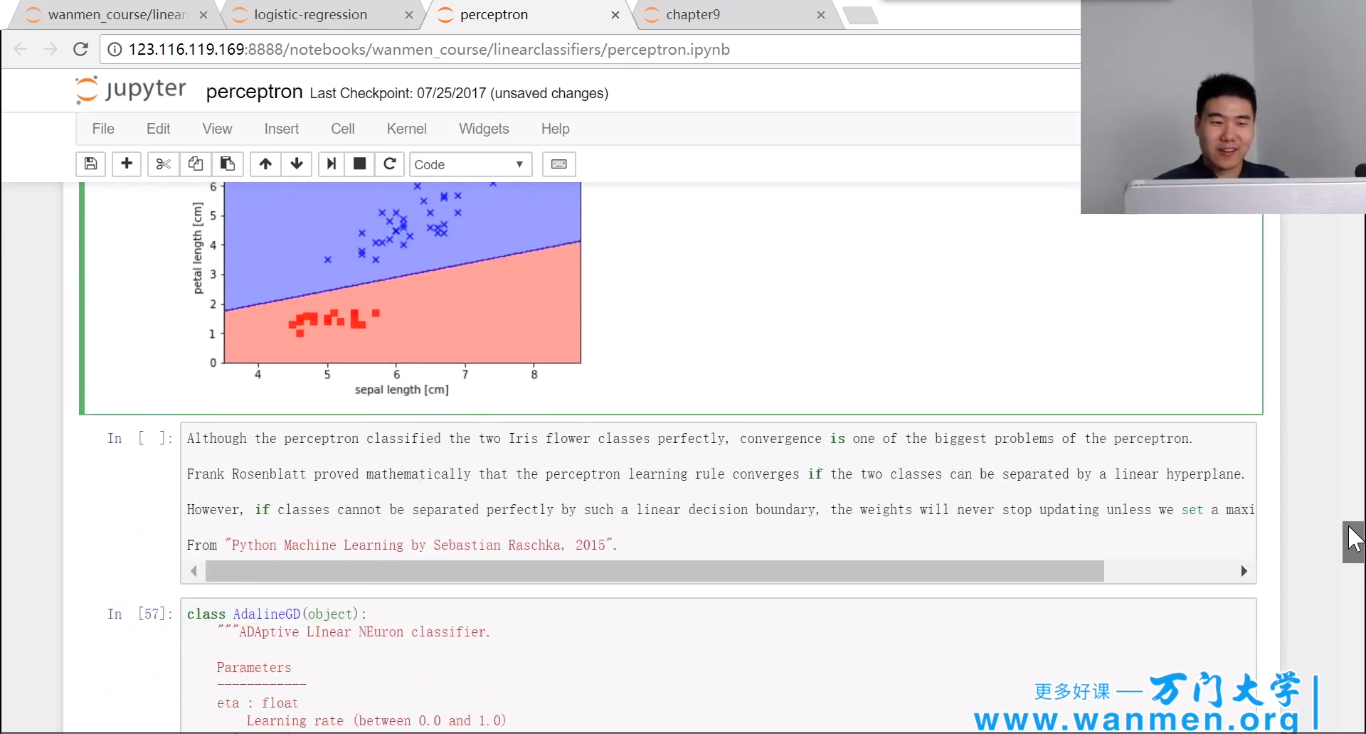 wanmen_course/linear
logistic-regression
perceptron
chapter9
123.116.119.169:8888/notebooks/wanmen_course/linearclassifiers/perceptron.ipynb
jupyter
perceptron Last Checkpoint: 07/25/2017 (unsaved changes)
File Edit View Insert Cell Kernel Widgets Help
Code
6
5
4
3
2
1
0
petal length [cm]
4 5 6 7 8
sepal length [cm]
In [ ]:
Although the perceptron classified the two Iris flower classes perfectly, convergence is one of the biggest problems of the perceptron.
Frank Rosenblatt proved mathematically that the perceptron learning rule converges if the two classes can be separated by a linear hyperplane.
However, if classes cannot be separated perfectly by such a linear decision boundary, the weights will never stop updating unless we set a maxi
From "Python Machine Learning by Sebastian Raschka, 2015".
In [57]:
class AdalineGD(object):
"""ADAptive LInear NEuron classifier.
Parameters
------------
eta : float
Learning rate (between 0.0 and 1.0)
更多好课 — 万门大学
www.wanmen.org